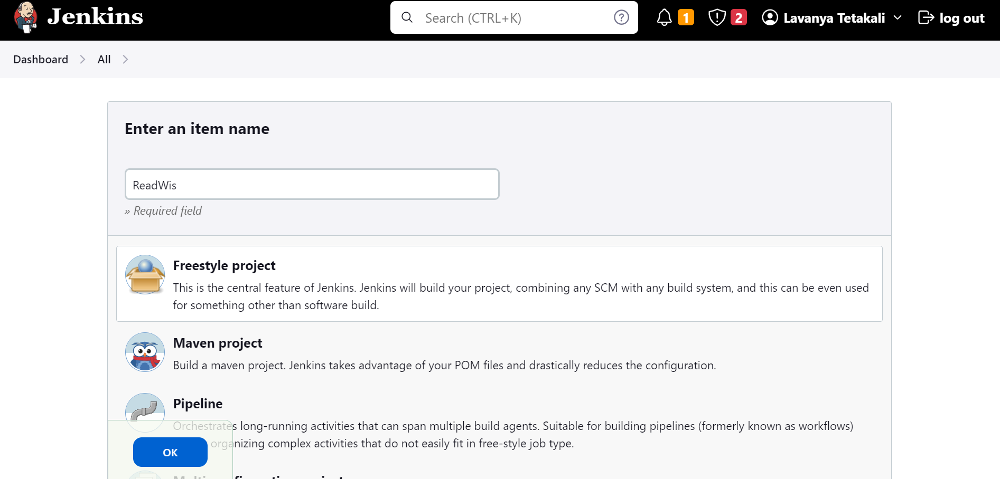 Jenkins
Search (CTRL+K)
1
2
Lavanya Tetakali
log out
Dashboard
All
Enter an item name
ReadWis
» Required field
Freestyle project
This is the central feature of Jenkins. Jenkins will build your project, combining any SCM with any build system, and this can be even used
for something other than software build.
Maven project
Build a maven project. Jenkins takes advantage of your POM files and drastically reduces the configuration.
Pipeline
Orchestrates long-running activities that can span multiple build agents. Suitable for building pipelines (formerly known as workflows)
organizing complex activities that do not easily fit in free-style job type.
OK